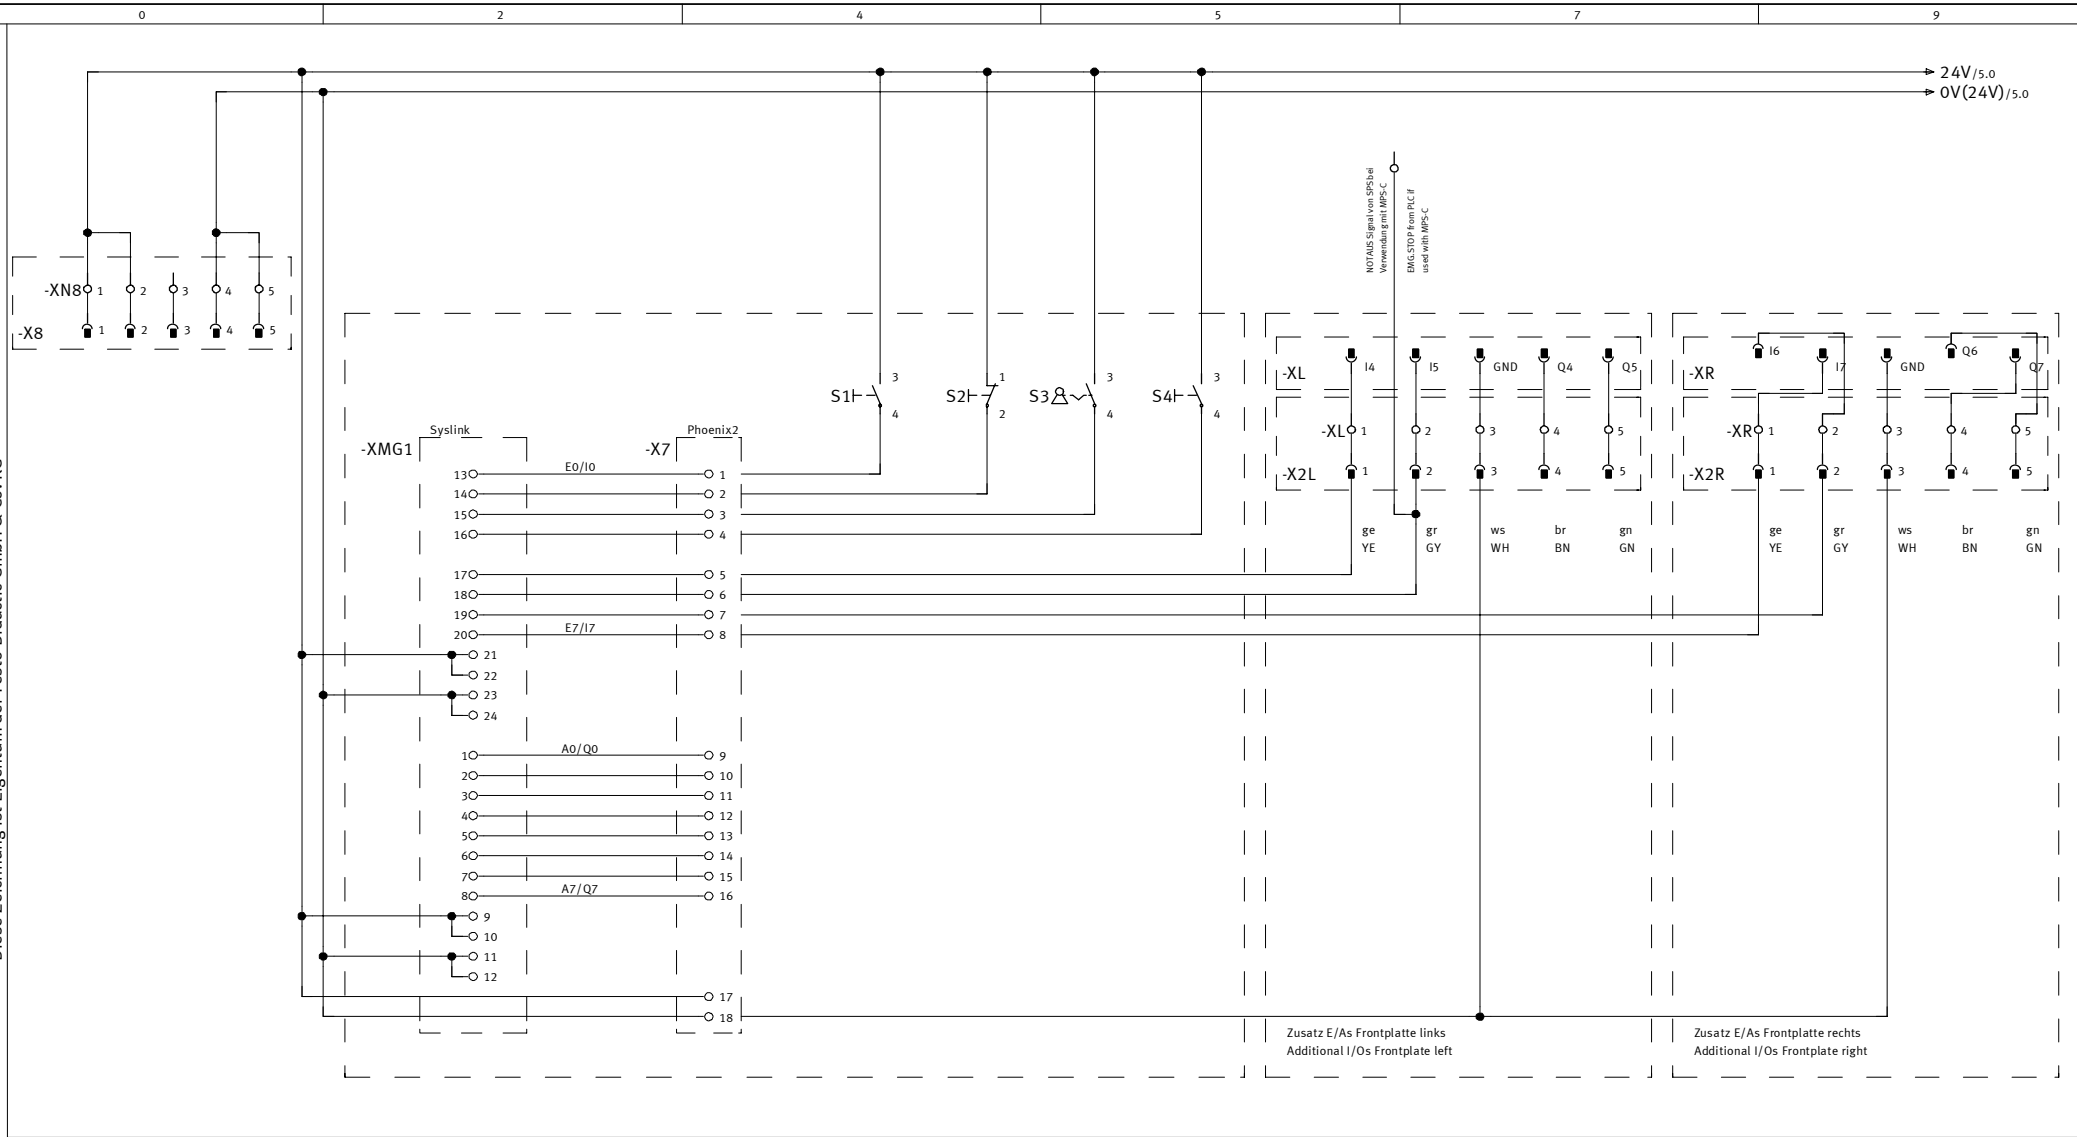 0 2 4 5 7 9
24V/5.0
0V(24V)/5.0
NOTAUS Signal von SPS bei
Verwendung mit MPS-C
EMG.STOP from PLC if
used with MPS-C
-XN8 1 2 3 4 5
-X8 1 2 3 4 5
S1 3 4
S2 1 2
S3 3 4
S4 3 4
-XL I4 I5 GND Q4 Q5
-XL 1 2 3 4 5
-X2L 1 2 3 4 5
ge gr ws br gn
YE GY WH BN GN
-XR I6 I7 GND Q6 Q7
-XR 1 2 3 4 5
-X2R 1 2 3 4 5
ge gr ws br gn
YE GY WH BN GN
Syslink Phoenix2
-XMG1 -X7
13 E0/I0 1
14 2
15 3
16 4
17 5
18 6
19 7
20 E7/I7 8
21
22
23
24
1 A0/Q0 9
2 10
3 11
4 12
5 13
6 14
7 15
8 A7/Q7 16
9
10
11
12
17
18
Zusatz E/As Frontplatte links
Additional I/Os Frontplate left
Zusatz E/As Frontplatte rechts
Additional I/Os Frontplate right